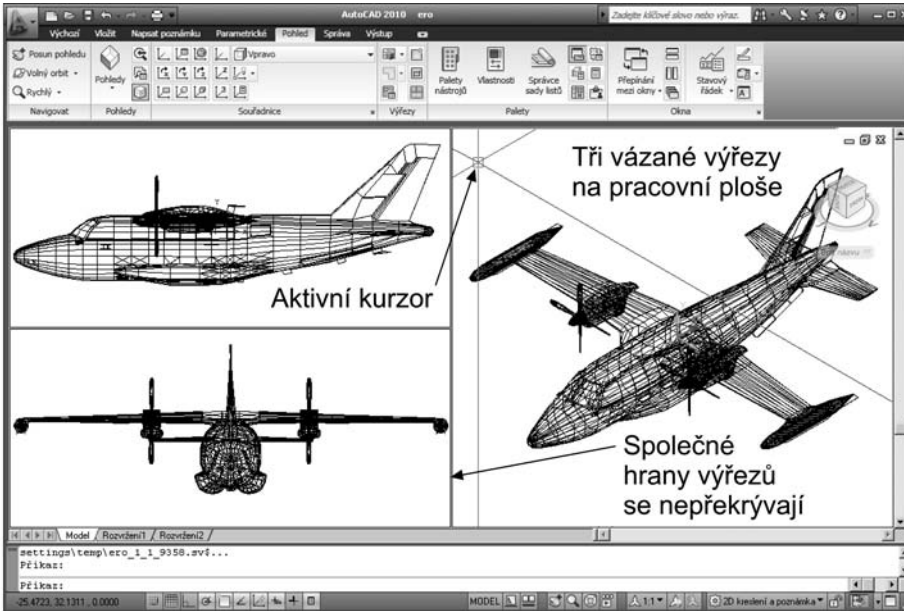 AutoCAD 2010 ero
Zadejte klíčové slovo nebo výraz.
Výchozí Vložit Napsat poznámku Parametrické Pohled Správa Výstup
Posun pohledu
Volný orbit
Rychlý
Navigovat
Pohledy
Pohledy
Vpravo
Souřadnice
Výřezy
Palety nástrojů
Vlastnosti
Správce sady listů
Palety
Přepínání mezi okny
Stavový řádek
Okna
Tři vázané výřezy
na pracovní ploše
Aktivní kurzor
Společné
hrany výřezů
se nepřekrývají
Model Rozvržení1 Rozvržení2
settings\temp\ero_1_1_9358.sv$...
Příkaz:
Příkaz:
-25.4723, 32.1311, 0.0000
MODEL
1:1
2D kreslení a poznámka